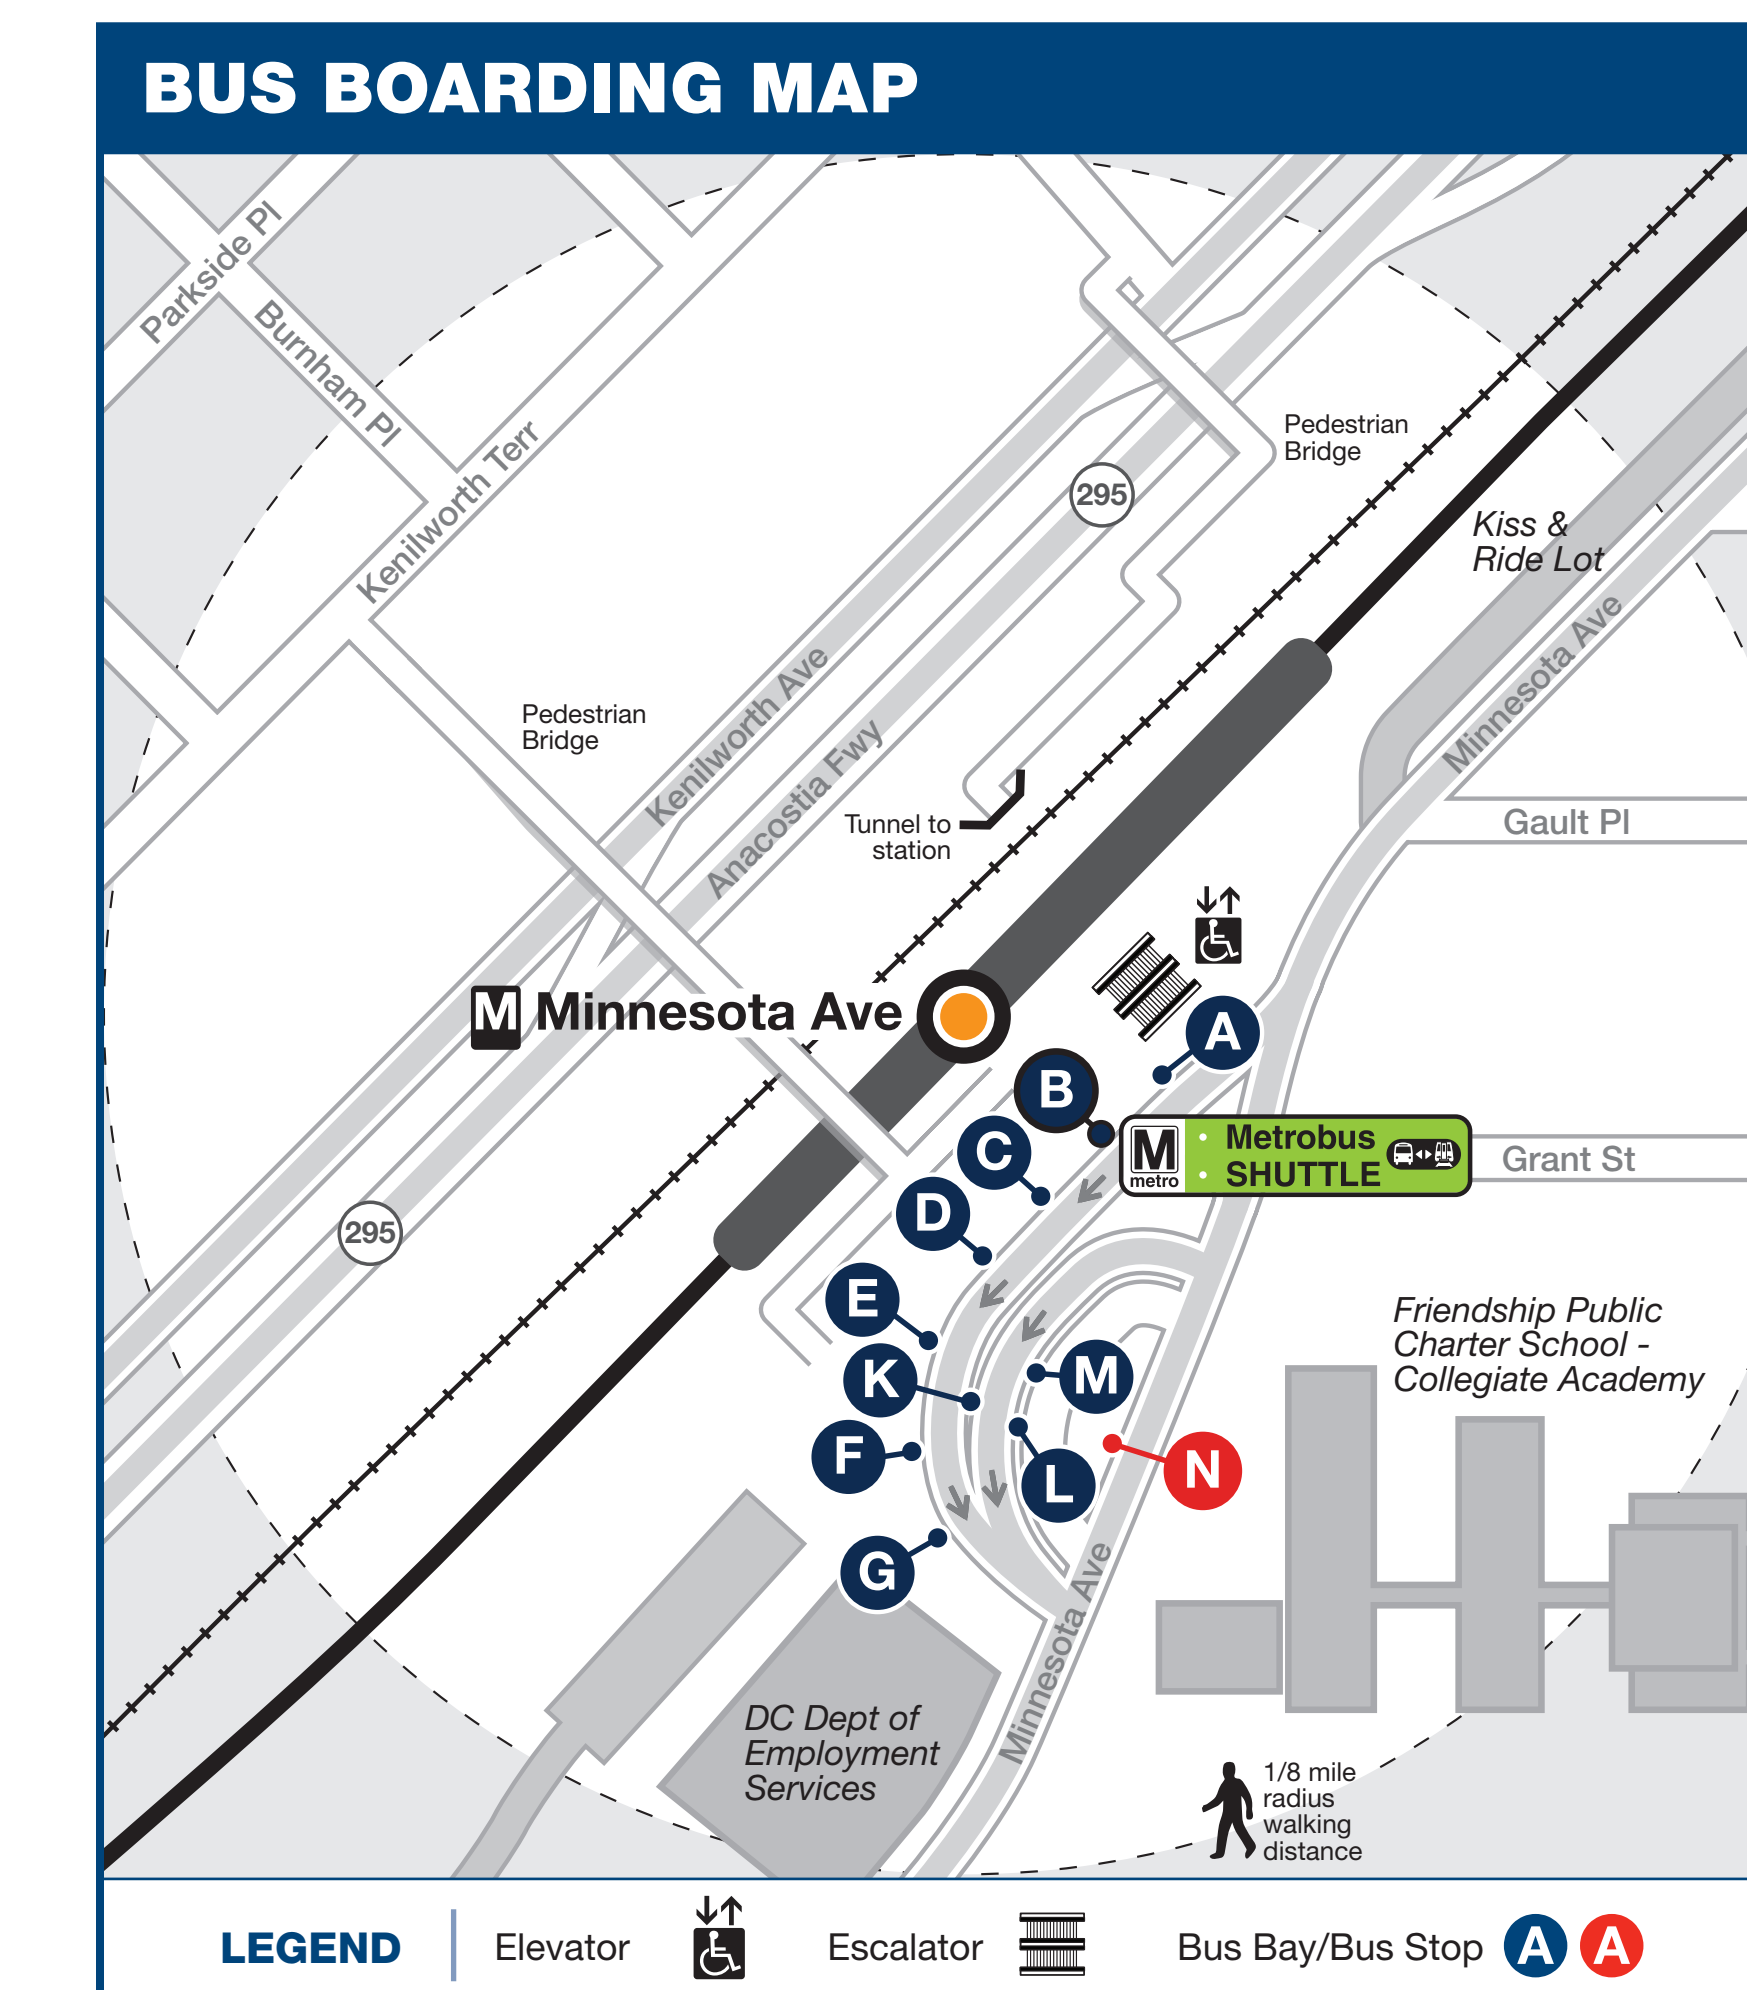 BUS BOARDING MAP
Parkside Pl
Burnham Pl
Kenilworth Terr
Pedestrian
Bridge
295
Kiss &
Ride Lot
Minnesota Ave
Pedestrian
Bridge
Kenilworth Ave
Anacostia Fwy
Tunnel to
station
Gault Pl
M Minnesota Ave
A
B
C
M
metro
Metrobus
SHUTTLE
Grant St
D
295
E
K
M
F
L
N
G
Friendship Public
Charter School -
Collegiate Academy
Minnesota Ave
DC Dept of
Employment
Services
1/8 mile
radius
walking
distance
LEGEND
Elevator
Escalator
Bus Bay/Bus Stop A A